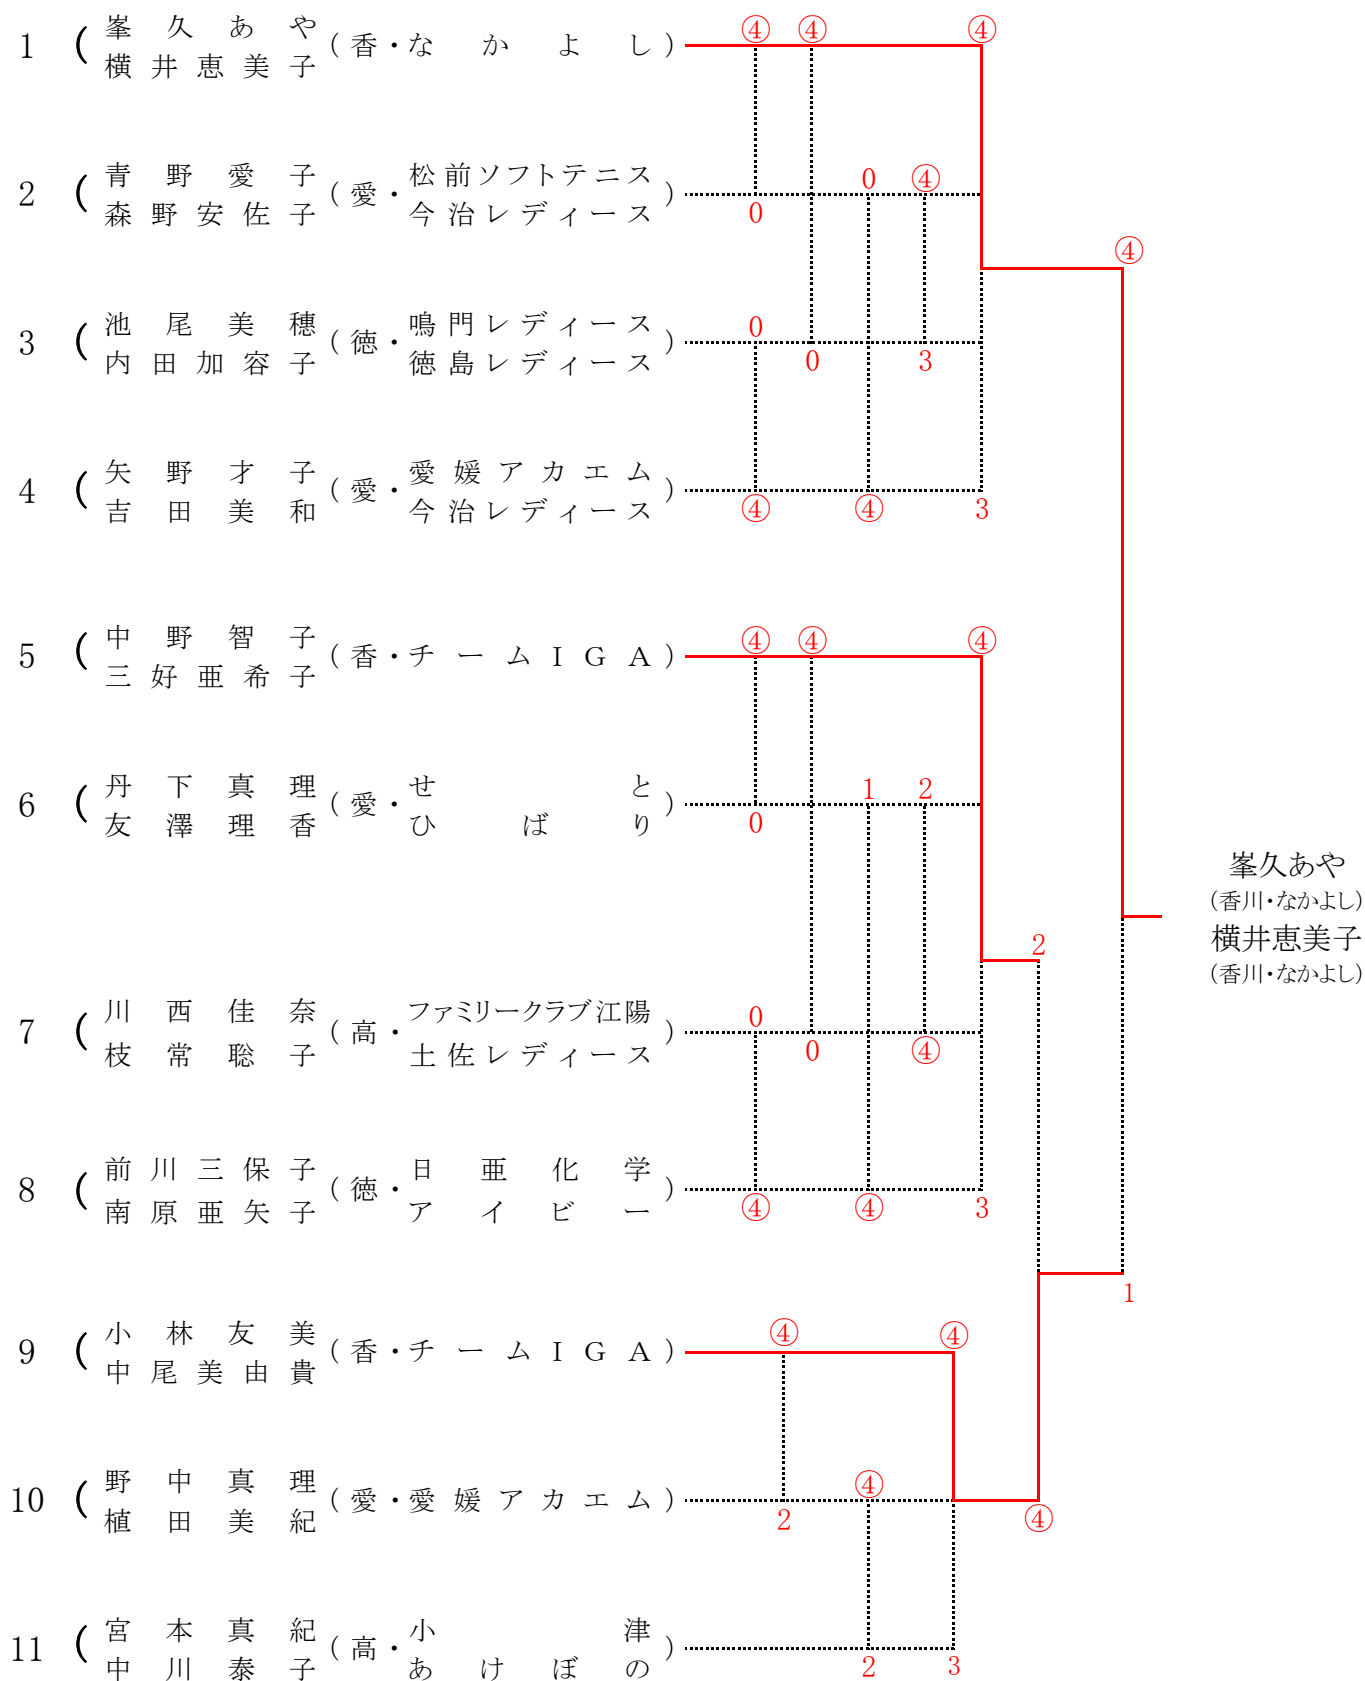 ④ ④ ④
峯久あや
1 ( (香・なかよし)
横井恵美子
青野愛子 松前ソフトテニス 0 ④
2 ( (愛・ )
森野安佐子 今治レディース 0
④
池尾美穂 鳴門レディース 0
3 ( (徳・ )
内田加容子 徳島レディース 0 3
矢野才子 愛媛アカエム
4 ( (愛・ )
吉田美和 今治レディース ④ ④ 3
中野智子 ④ ④ ④
5 ( (香・チームIGA)
三好亜希子
丹下真理 せと 1 2
6 ( (愛・ )
友澤理香 ひばり 0
峯久あや
(香川・なかよし)
2 横井恵美子
(香川・なかよし)
川西佳奈 ファミリークラブ江陽 0
7 ( (高・ )
枝常聡子 土佐レディース 0 ④
前川三保子 日亜化学
8 ( (徳・ )
南原亜矢子 アイビー ④ ④ 3
1
小林友美 ④ ④
9 ( (香・チームIGA)
中尾美由貴
野中真理 ④
10 ( (愛・愛媛アカエム)
植田美紀 2 ④
宮本真紀 小津
11 ( (高・ )
中川泰子 あけぼの 2 3